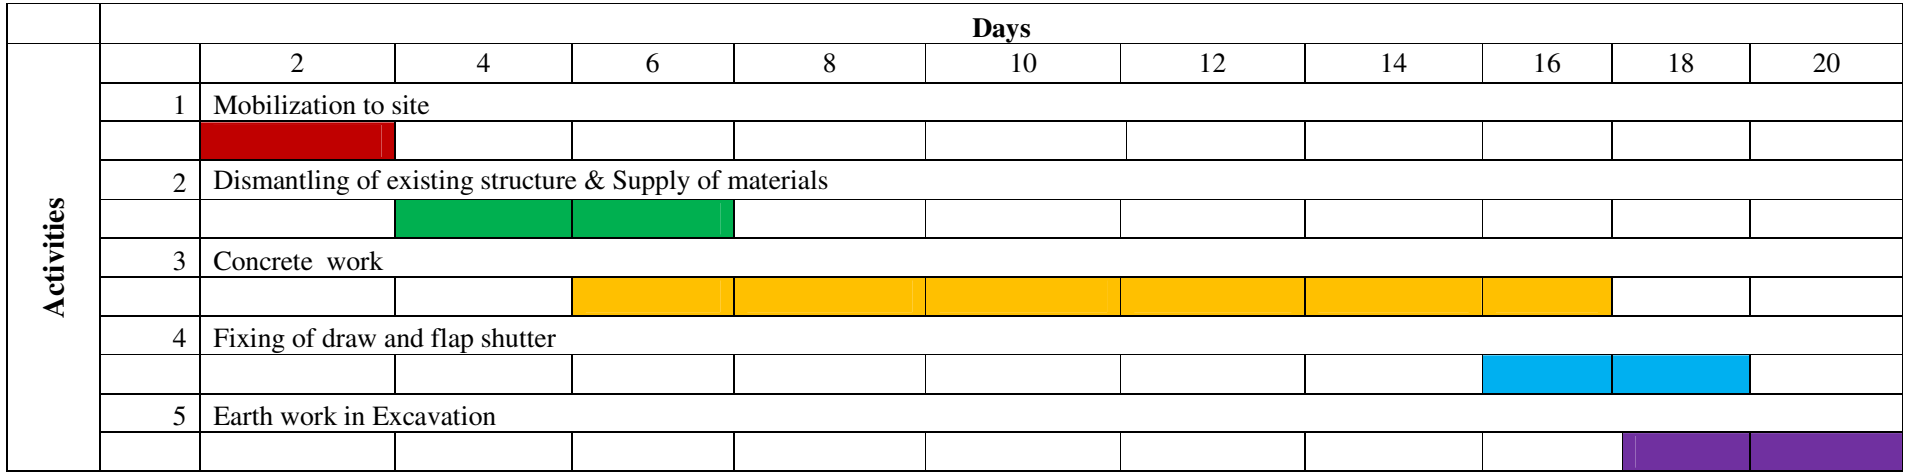 Days
2 4 6 8 10 12 14 16 18 20
Activities
1 Mobilization to site
2 Dismantling of existing structure & Supply of materials
3 Concrete work
4 Fixing of draw and flap shutter
5 Earth work in Excavation